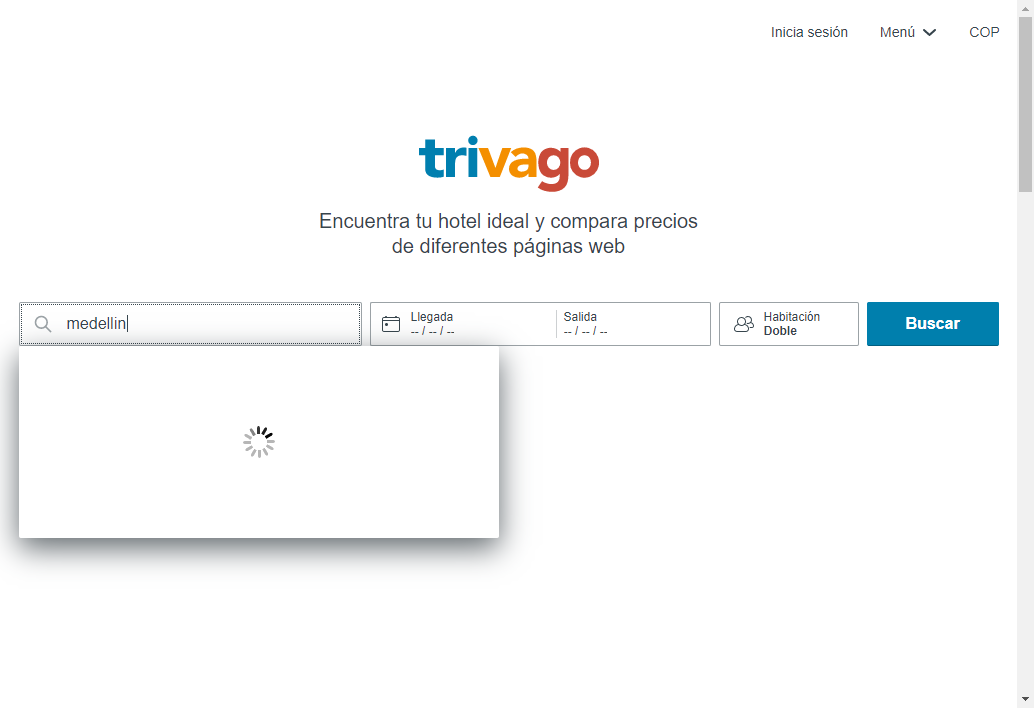 Inicia sesión Menú COP
trivago
Encuentra tu hotel ideal y compara precios
de diferentes páginas web
medellin
Llegada
-- / -- / --
Salida
-- / -- / --
Habitación
Doble
Buscar